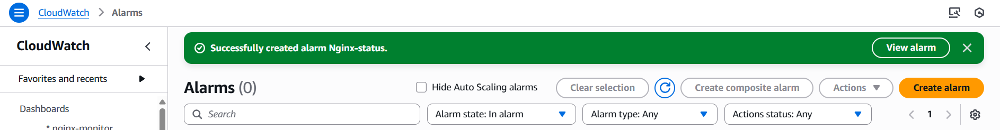 CloudWatch > Alarms
CloudWatch
Favorites and recents
Dashboards
* nginx-monitor
Successfully created alarm Nginx-status.
View alarm
Alarms (0)
Hide Auto Scaling alarms
Clear selection
Create composite alarm
Actions
Create alarm
Search
Alarm state: In alarm
Alarm type: Any
Actions status: Any
1